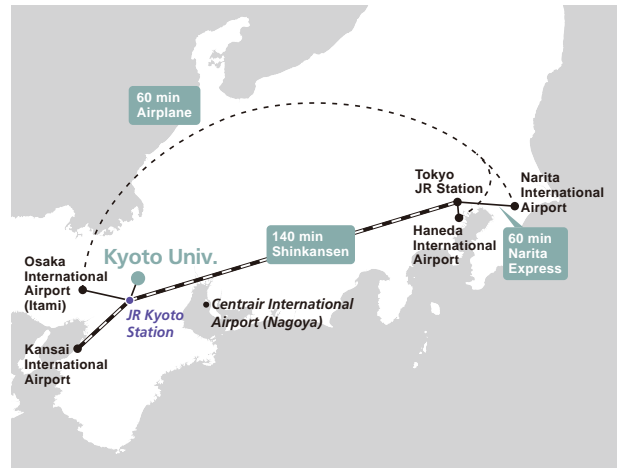 60 min
Airplane
Tokyo
JR Station
Narita
International
Airport
Haneda
International
Airport
60 min
Narita
Express
140 min
Shinkansen
Kyoto Univ.
Osaka
International
Airport
(Itami)
JR Kyoto
Station
Centrair International
Airport (Nagoya)
Kansai
International
Airport